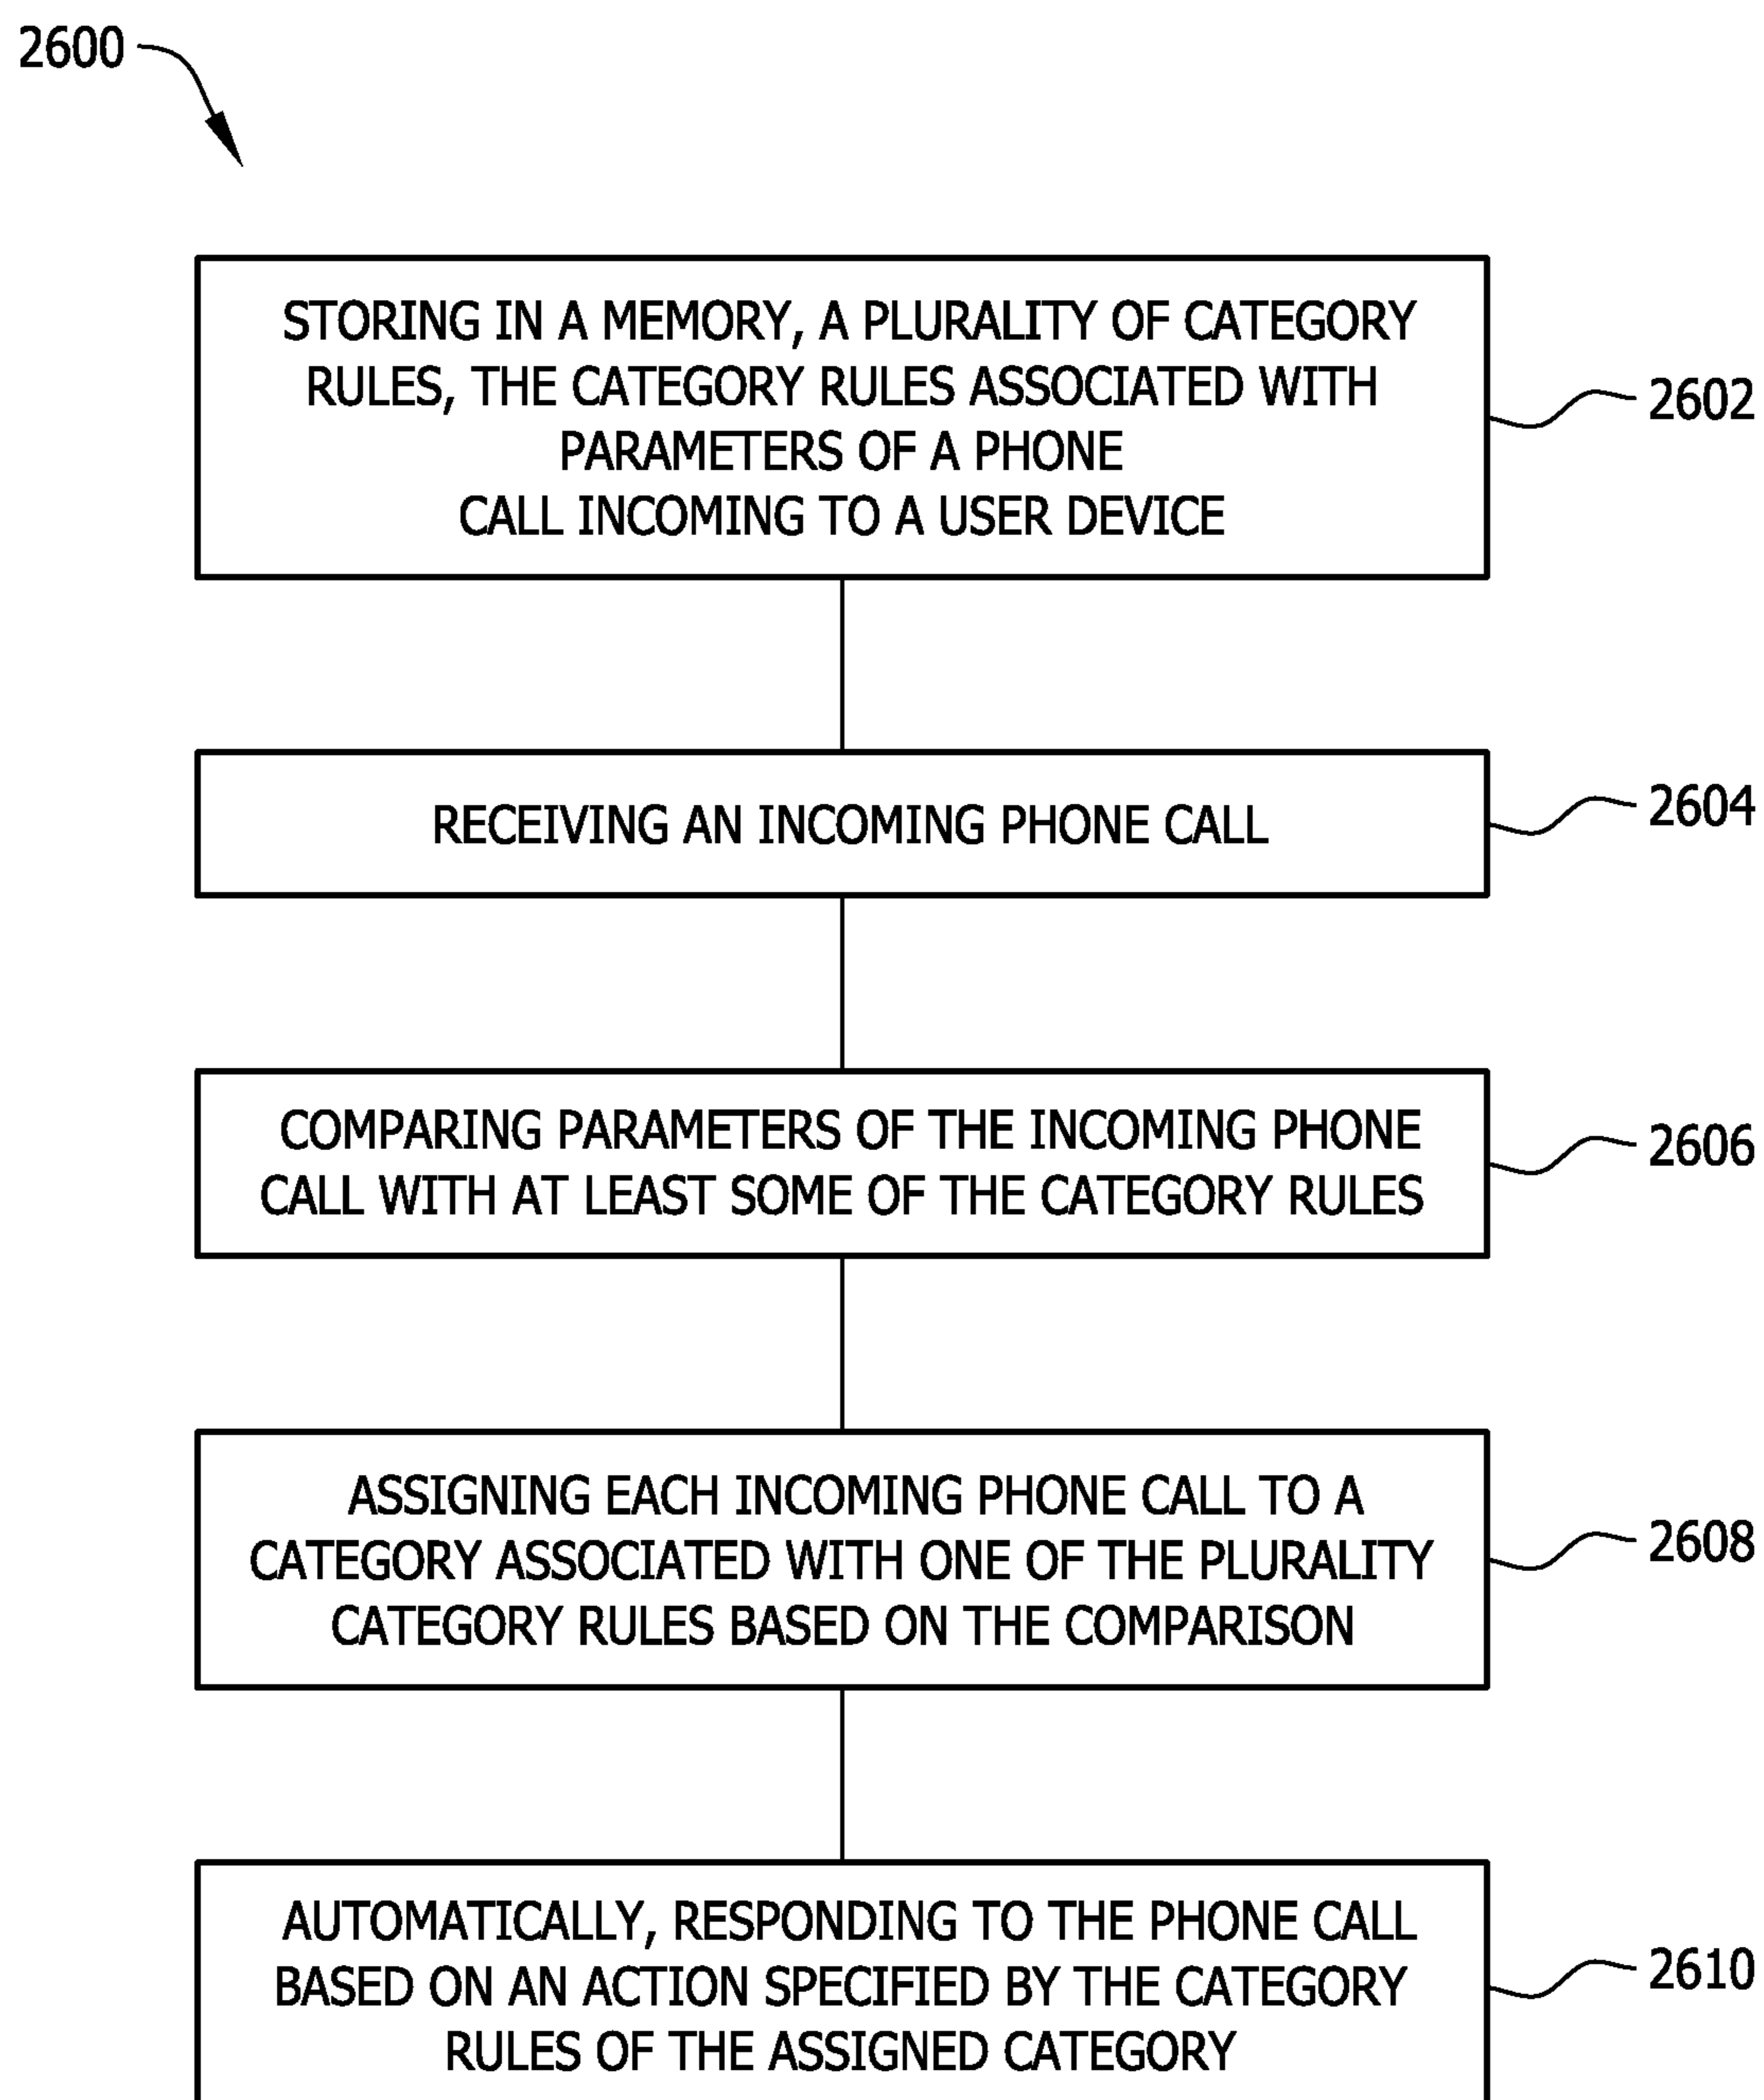 2600
STORING IN A MEMORY, A PLURALITY OF CATEGORY
RULES, THE CATEGORY RULES ASSOCIATED WITH
PARAMETERS OF A PHONE
CALL INCOMING TO A USER DEVICE
2602
RECEIVING AN INCOMING PHONE CALL
2604
COMPARING PARAMETERS OF THE INCOMING PHONE
CALL WITH AT LEAST SOME OF THE CATEGORY RULES
2606
ASSIGNING EACH INCOMING PHONE CALL TO A
CATEGORY ASSOCIATED WITH ONE OF THE PLURALITY
CATEGORY RULES BASED ON THE COMPARISON
2608
AUTOMATICALLY, RESPONDING TO THE PHONE CALL
BASED ON AN ACTION SPECIFIED BY THE CATEGORY
RULES OF THE ASSIGNED CATEGORY
2610